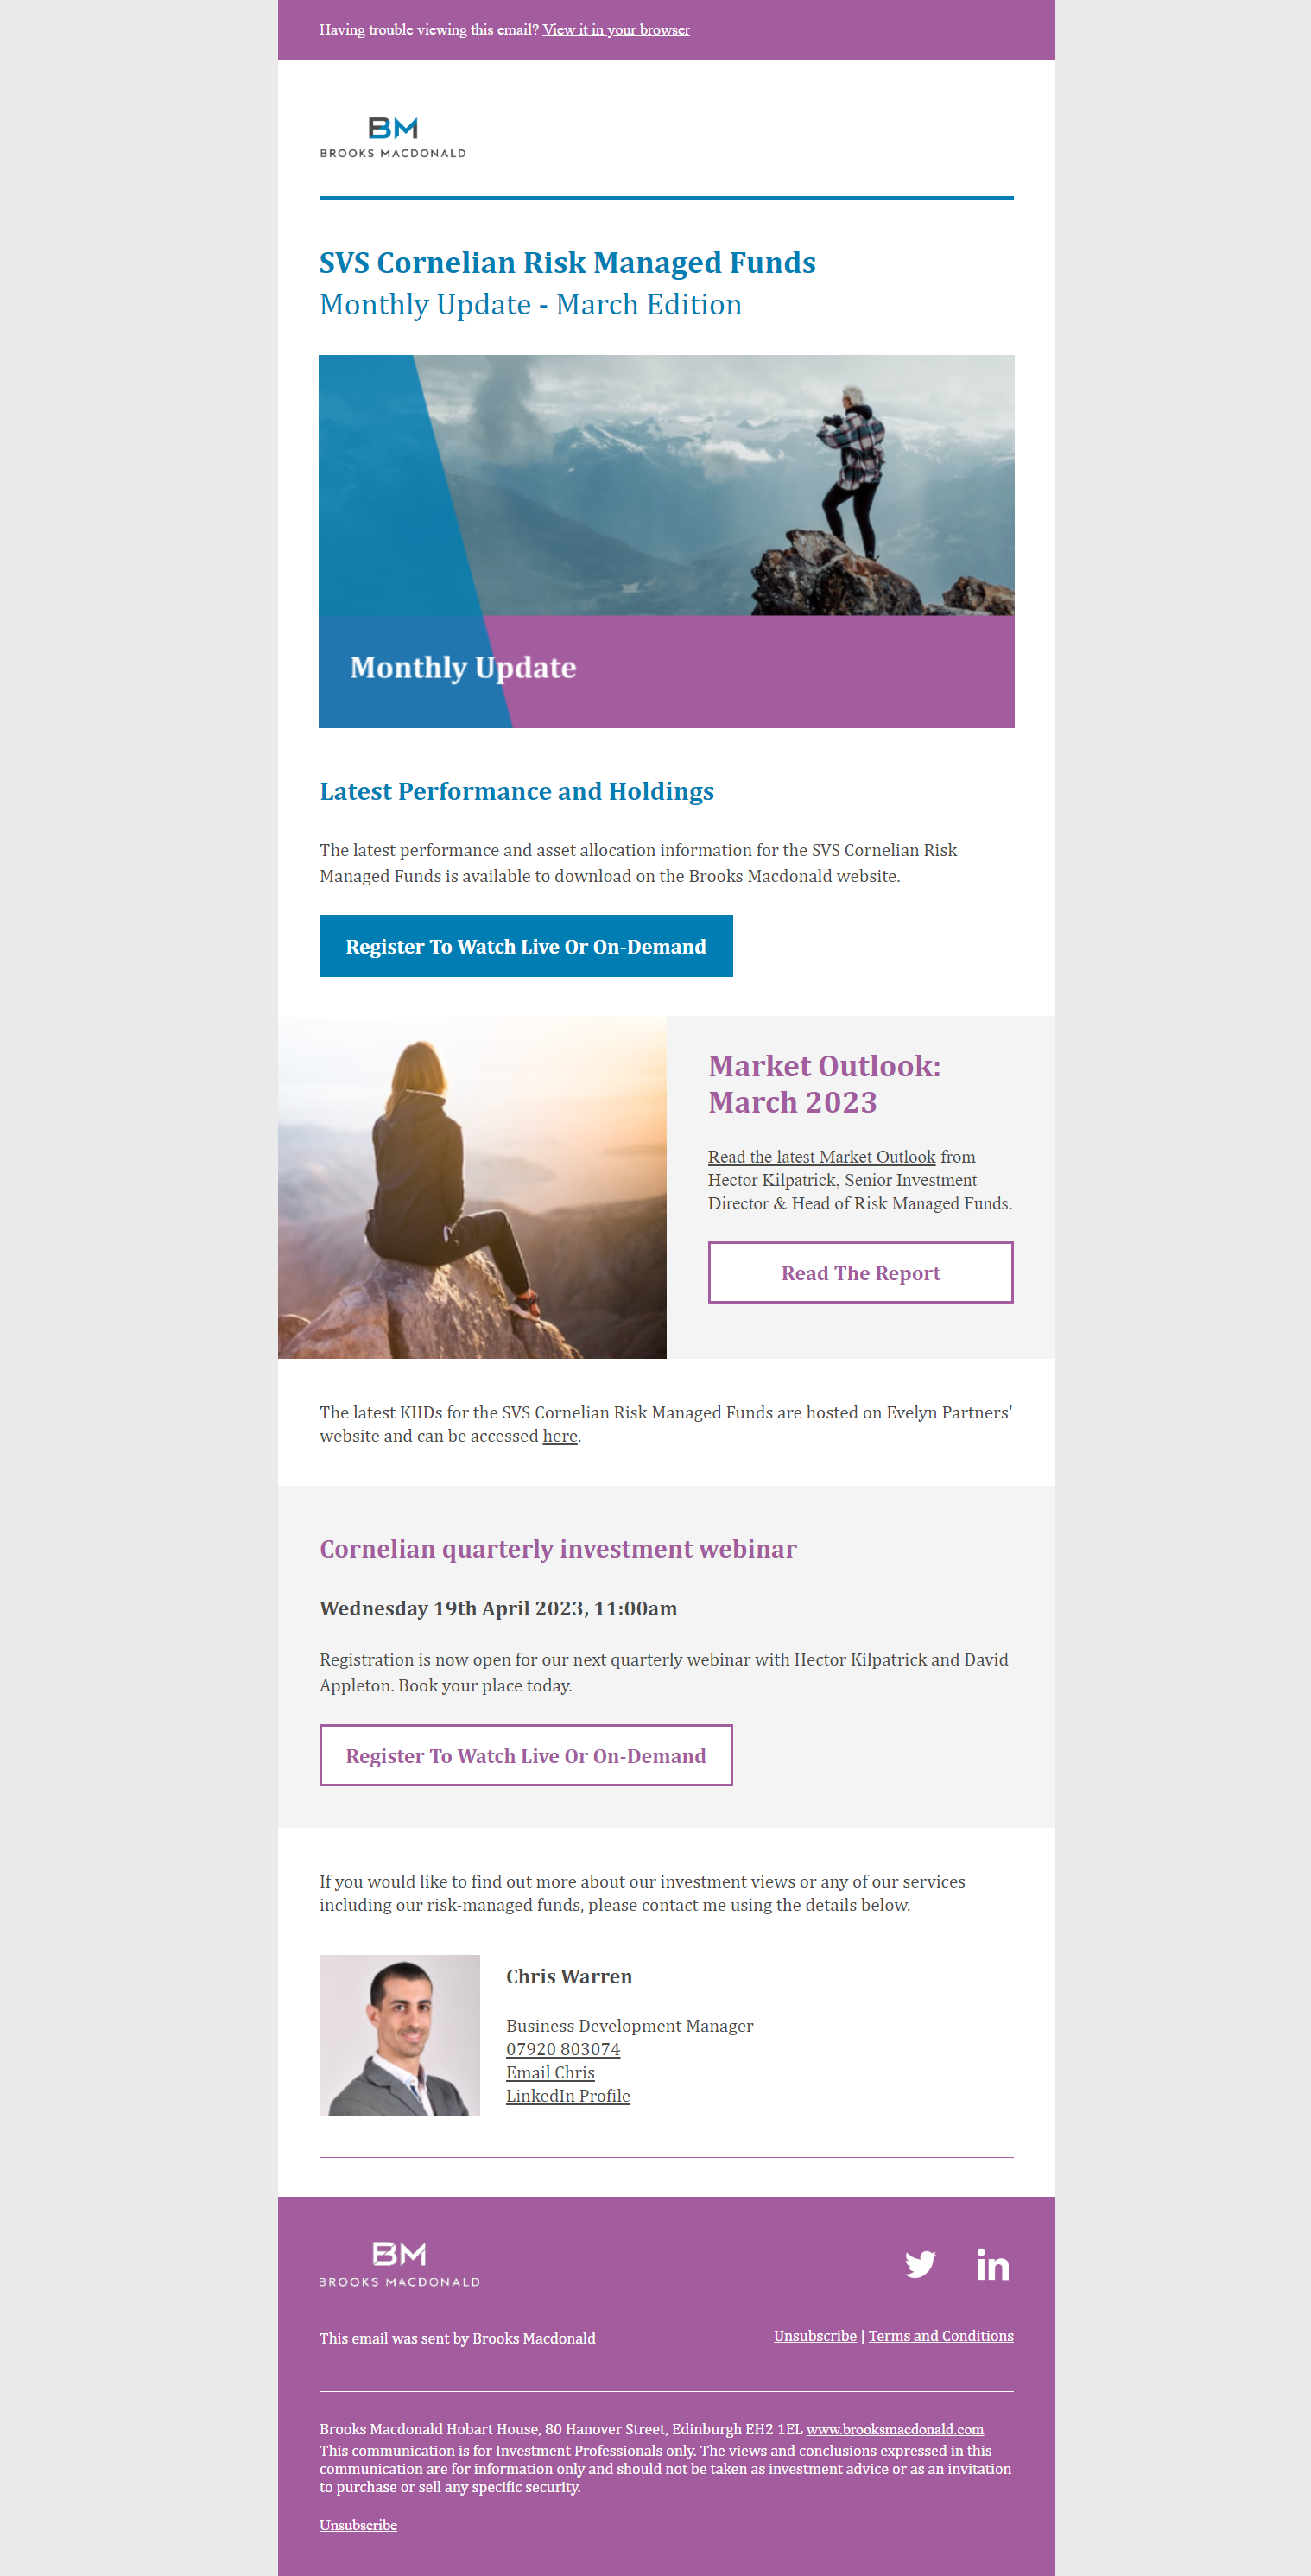 Having trouble viewing this email? View it in your browser
BM
BROOKS MACDONALD
SVS Cornelian Risk Managed Funds
Monthly Update - March Edition
Monthly Update
Latest Performance and Holdings
The latest performance and asset allocation information for the SVS Cornelian Risk
Managed Funds is available to download on the Brooks Macdonald website.
Register To Watch Live Or On-Demand
Market Outlook:
March 2023
Read the latest Market Outlook from
Hector Kilpatrick, Senior Investment
Director & Head of Risk Managed Funds.
Read The Report
The latest KIIDs for the SVS Cornelian Risk Managed Funds are hosted on Evelyn Partners'
website and can be accessed here.
Cornelian quarterly investment webinar
Wednesday 19th April 2023, 11:00am
Registration is now open for our next quarterly webinar with Hector Kilpatrick and David
Appleton. Book your place today.
Register To Watch Live Or On-Demand
If you would like to find out more about our investment views or any of our services
including our risk-managed funds, please contact me using the details below.
Chris Warren
Business Development Manager
07920 803074
Email Chris
LinkedIn Profile
BM
BROOKS MACDONALD
in
This email was sent by Brooks Macdonald
Unsubscribe | Terms and Conditions
Brooks Macdonald Hobart House, 80 Hanover Street, Edinburgh EH2 1EL www.brooksmacdonald.com
This communication is for Investment Professionals only. The views and conclusions expressed in this
communication are for information only and should not be taken as investment advice or as an invitation
to purchase or sell any specific security.
Unsubscribe